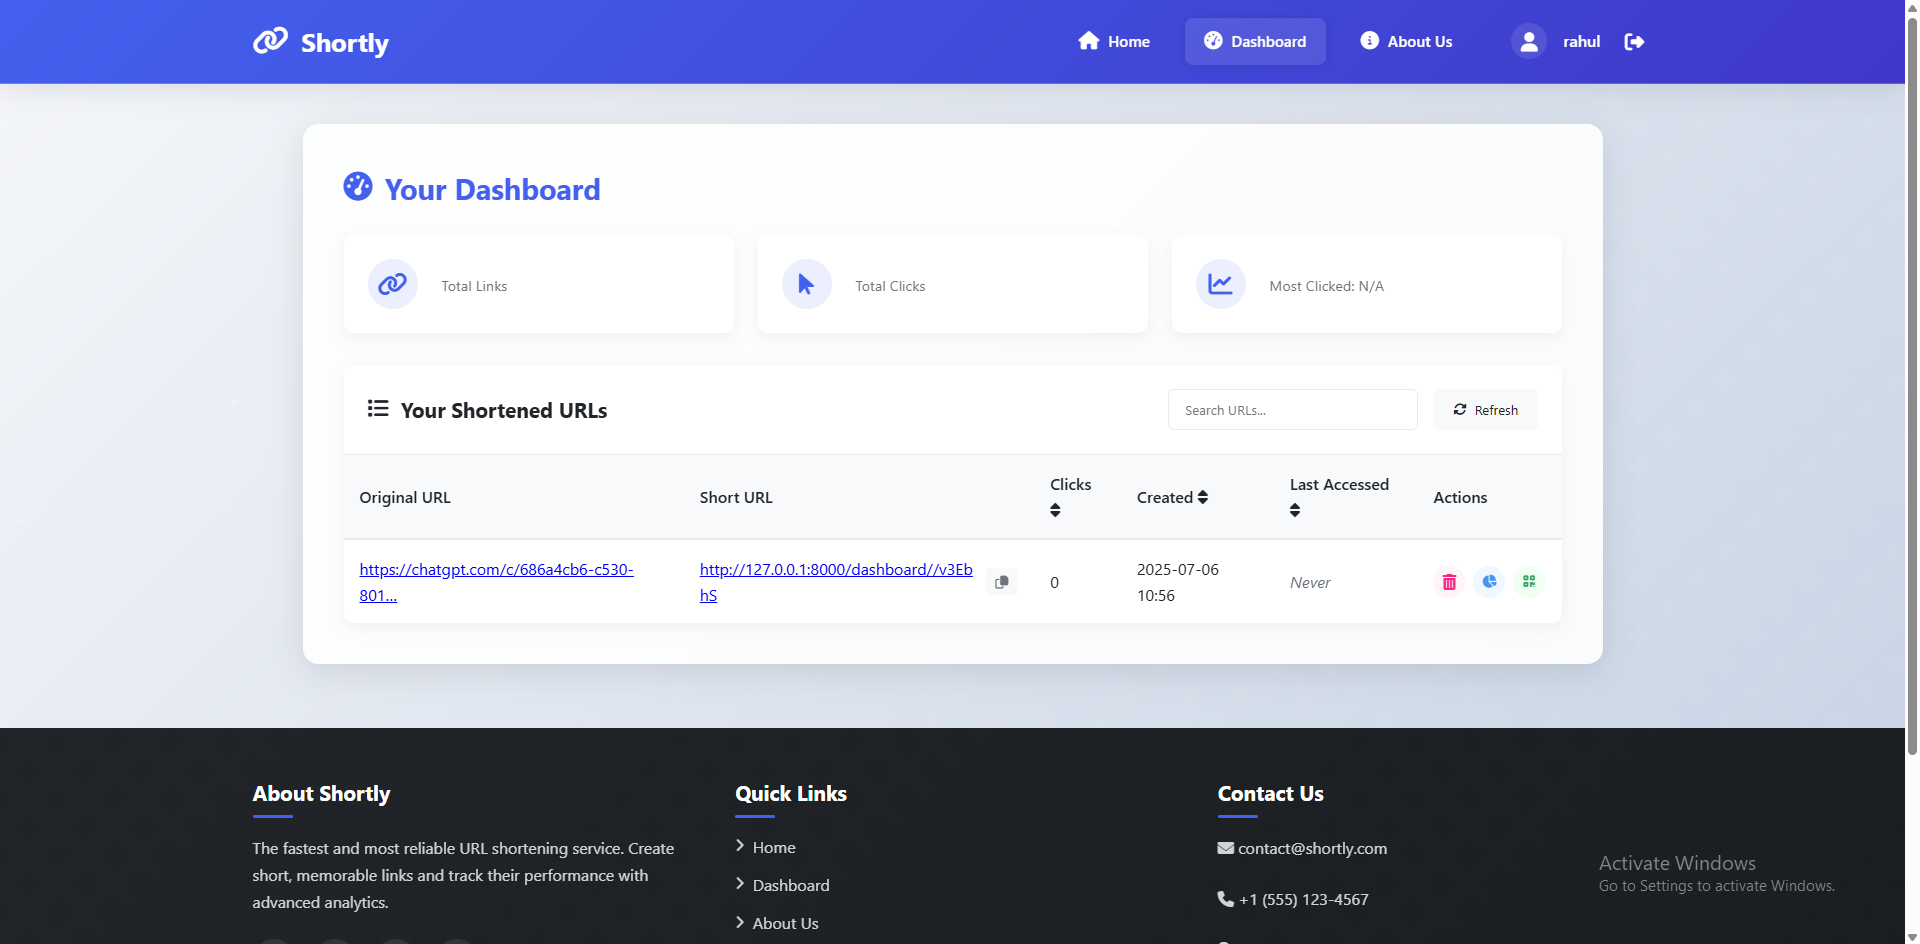 Shortly
Home
Dashboard
About Us
rahul
Your Dashboard
Total Links
Total Clicks
Most Clicked: N/A
Your Shortened URLs
Search URLs...
Refresh
Original URL
Short URL
Clicks
Created
Last Accessed
Actions
https://chatgpt.com/c/686a4cb6-c530-
801...
http://127.0.0.1:8000/dashboard//v3Eb
hS
0
2025-07-06
10:56
Never
About Shortly
The fastest and most reliable URL shortening service. Create
short, memorable links and track their performance with
advanced analytics.
Quick Links
Home
Dashboard
About Us
Contact Us
contact@shortly.com
+1 (555) 123-4567
Activate Windows
Go to Settings to activate Windows.